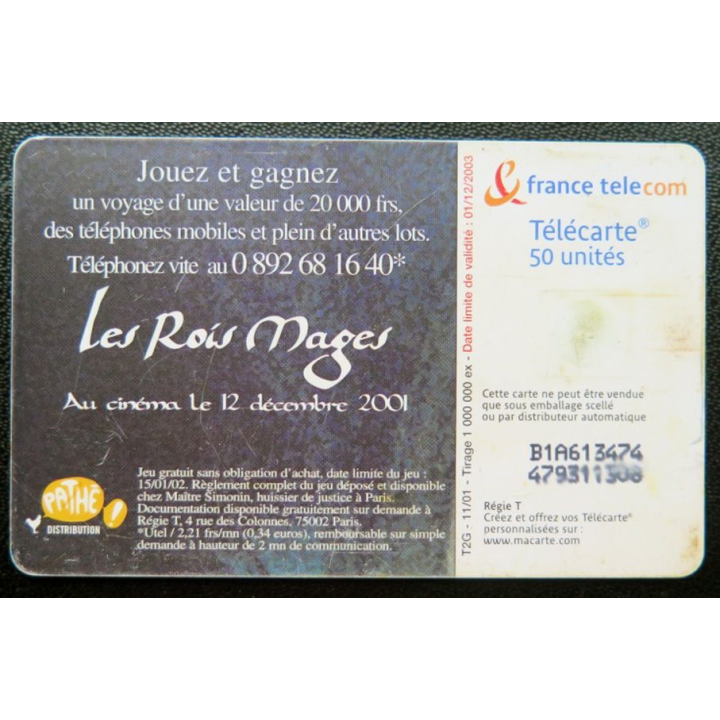 Jouez et gagnez
un voyage d'une valeur de 20 000 frs,
des téléphones mobiles et plein d'autres lots.
Téléphonez vite au 0 892 68 16 40*
Les Rois Mages
Au cinéma le 12 décembre 2001
PATHÉ!
DISTRIBUTION
Jeu gratuit sans obligation d'achat, date limite du jeu :
15/01/02. Règlement complet du jeu déposé et disponible
chez Maître Simonin, huissier de justice à Paris.
Documentation disponible gratuitement sur demande à
Régie T, 4 rue des Colonnes, 75002 Paris.
*Utel / 2,21 frs/mn (0,34 euros), remboursable sur simple
demande à hauteur de 2 mn de communication.
T2G - 11/01 - Tirage 1 000 000 ex - Date limite de validité : 01/12/2003
france telecom
Télécarte®
50 unités
Cette carte ne peut être vendue
que sous emballage scellé
ou par distributeur automatique
B1A613474
479311308
Régie T
Créez et offrez vos Télécarte®
personnalisées sur :
www.macarte.com